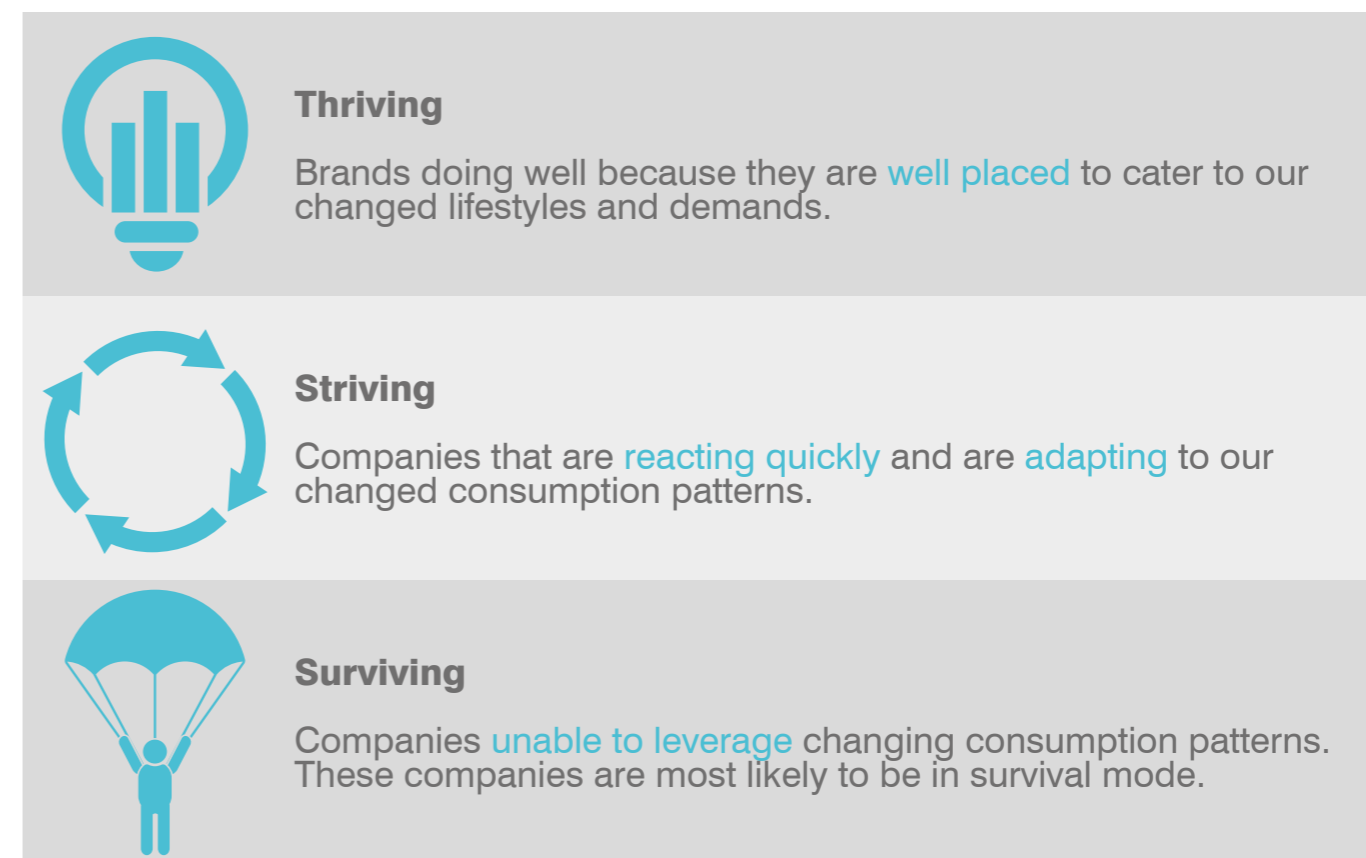 Thriving
Brands doing well because they are well placed to cater to our
changed lifestyles and demands.
Striving
Companies that are reacting quickly and are adapting to our
changed consumption patterns.
Surviving
Companies unable to leverage changing consumption patterns.
These companies are most likely to be in survival mode.